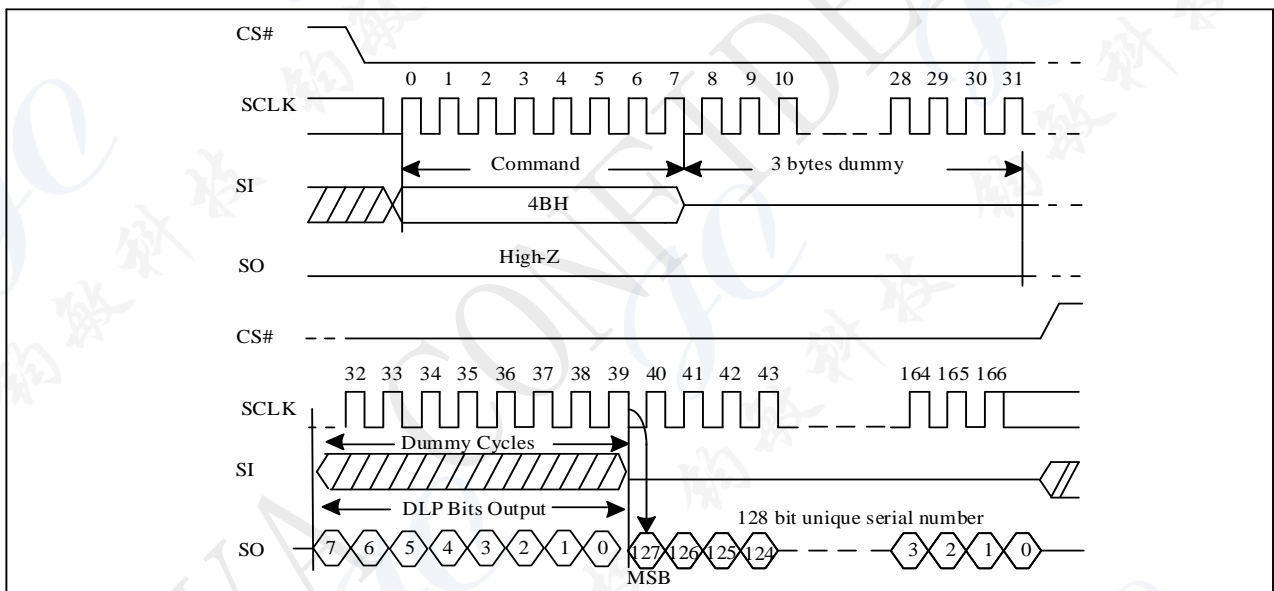 CS#
0 1 2 3 4 5 6 7 8 9 10 28 29 30 31
SCLK
Command 3 bytes dummy
SI
4BH
High-Z
SO
CS#
32 33 34 35 36 37 38 39 40 41 42 43 164 165 166
SCLK
Dummy Cycles
SI
DLP Bits Output
128 bit unique serial number
SO 7 6 5 4 3 2 1 0 127 126 125 124 3 2 1 0
MSB